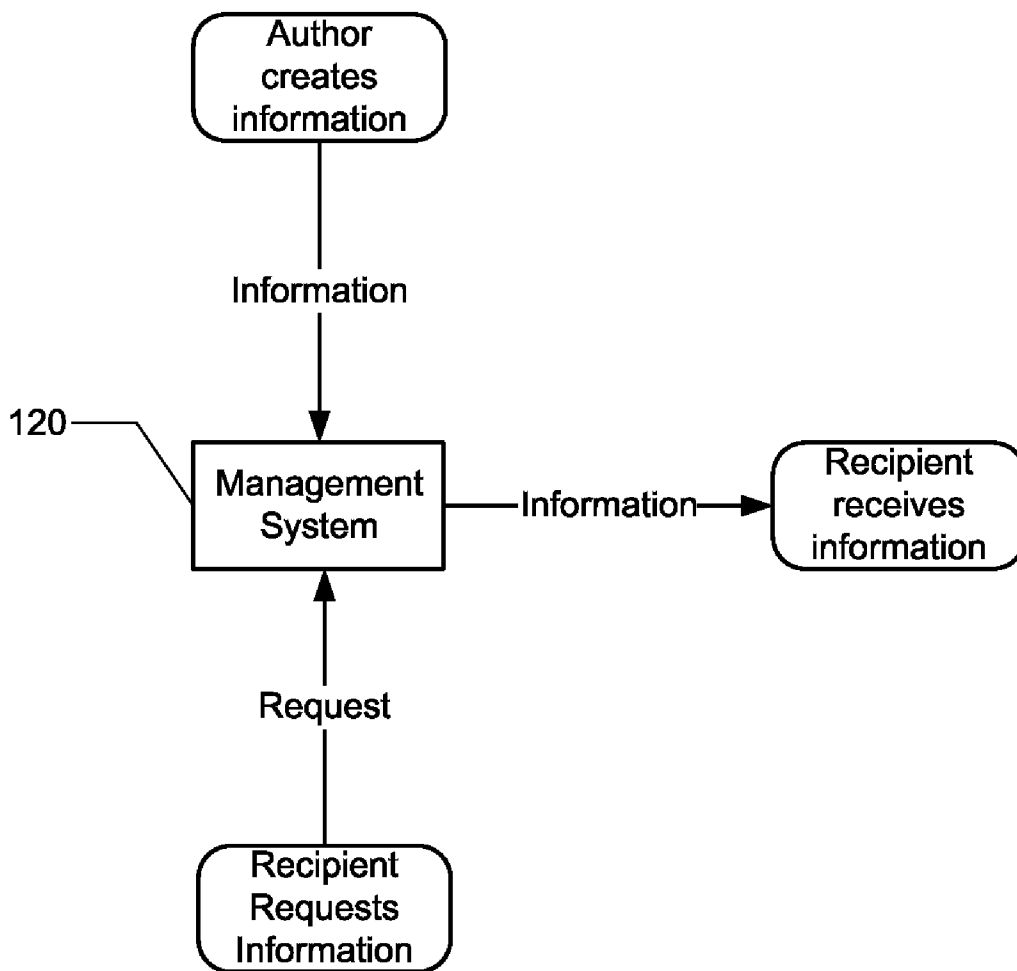 Author
creates
information
Information
120
Management
System
Information
Recipient
receives
information
Request
Recipient
Requests
Information